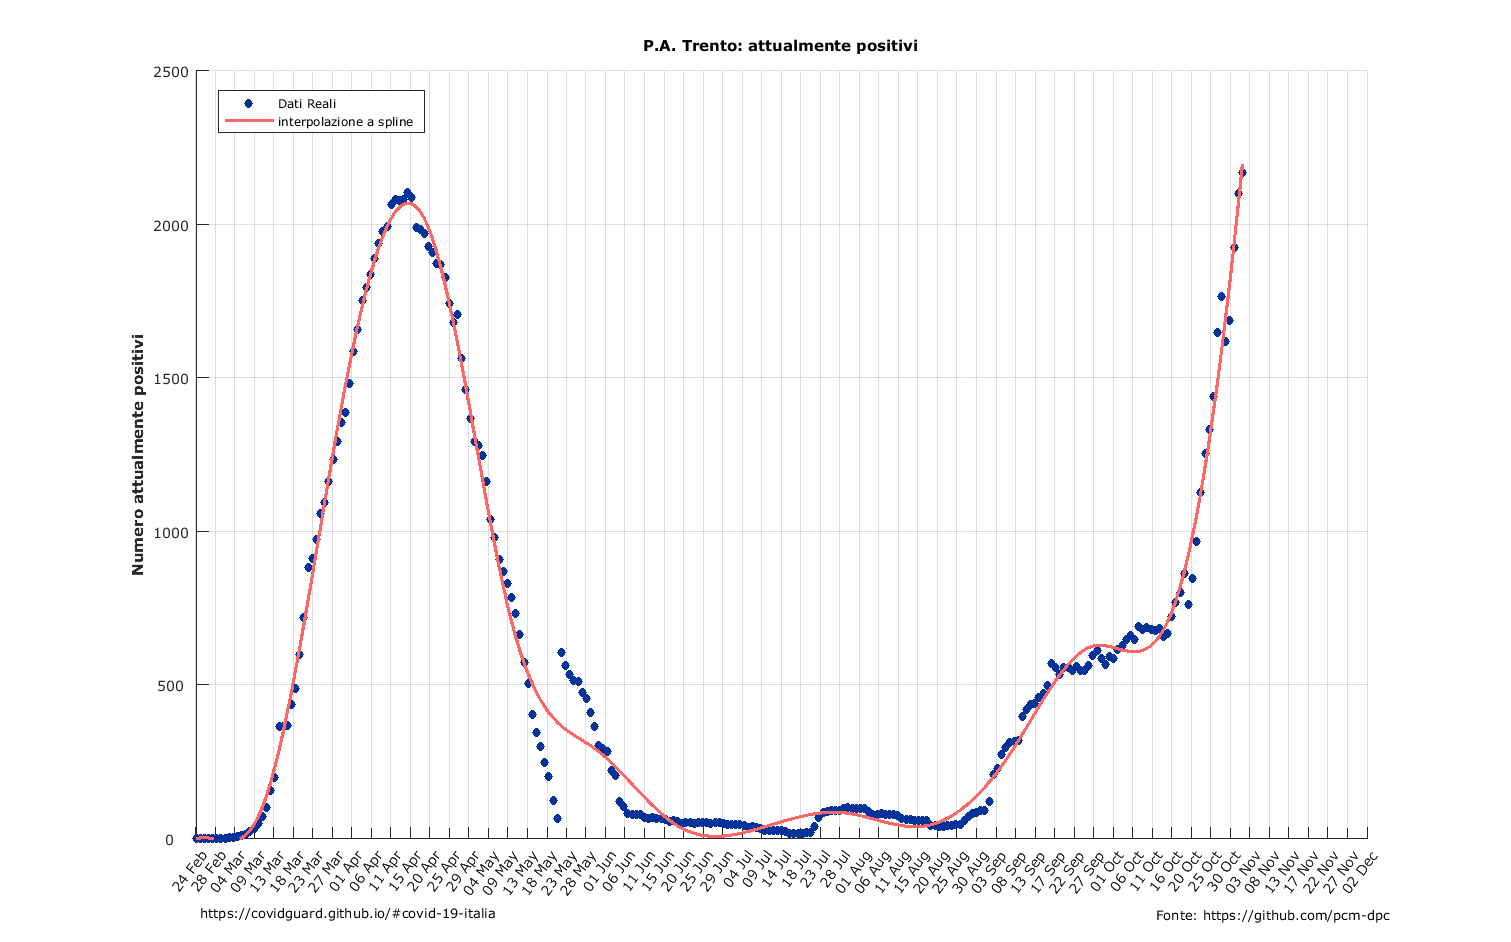 P.A. Trento: attualmente positivi
2500
2000
1500
1000
500
0
Numero attualmente positivi
Dati Reali
interpolazione a spline
24 Feb
28 Feb
04 Mar
09 Mar
13 Mar
18 Mar
23 Mar
27 Mar
01 Apr
06 Apr
11 Apr
15 Apr
20 Apr
25 Apr
29 Apr
04 May
09 May
13 May
18 May
23 May
28 May
01 Jun
06 Jun
11 Jun
15 Jun
20 Jun
25 Jun
29 Jun
04 Jul
09 Jul
14 Jul
18 Jul
23 Jul
28 Jul
01 Aug
06 Aug
11 Aug
15 Aug
20 Aug
25 Aug
30 Aug
03 Sep
08 Sep
13 Sep
17 Sep
22 Sep
27 Sep
01 Oct
06 Oct
11 Oct
16 Oct
20 Oct
25 Oct
30 Oct
03 Nov
08 Nov
13 Nov
17 Nov
22 Nov
27 Nov
02 Dec
https://covidguard.github.io/#covid-19-italia
Fonte: https://github.com/pcm-dpc